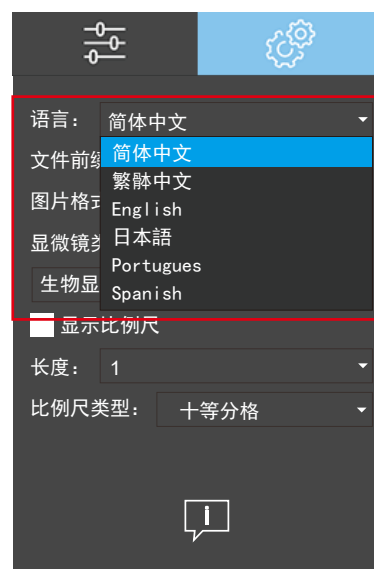 语言： 简体中文
简体中文
文件前缀
繁体中文
图片格式
English
显微镜类
日本語
Portugues
生物显
Spanish
显示比例尺
长度： 1
比例尺类型： 十等分格
i